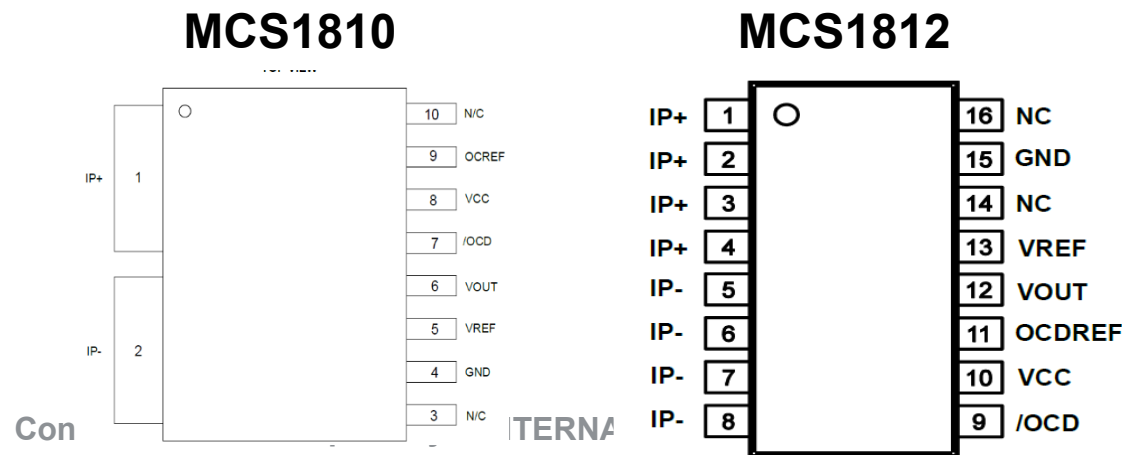 MCS1810
MCS1812
IP+ 1
IP- 2
10 N/C
9 OCREF
8 VCC
7 /OCD
6 VOUT
5 VREF
4 GND
3 N/C
IP+ 1
IP+ 2
IP+ 3
IP+ 4
IP- 5
IP- 6
IP- 7
IP- 8
16 NC
15 GND
14 NC
13 VREF
12 VOUT
11 OCDREF
10 VCC
9 /OCD
Con